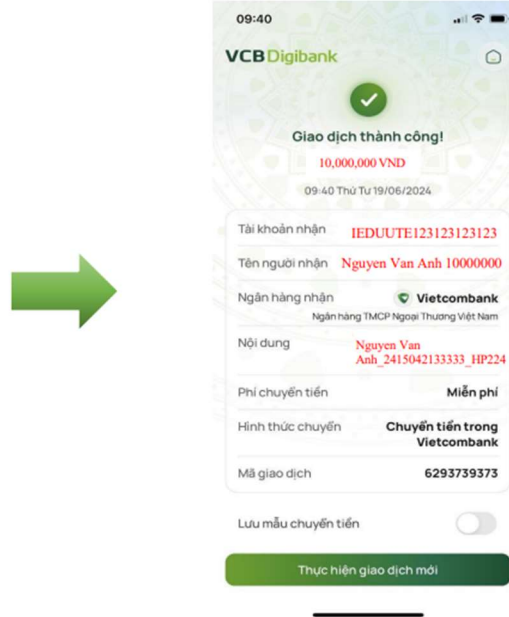 09:40
VCB Digibank
Giao dịch thành công!
10,000,000 VND
09:40 Thứ Tư 19/06/2024
Tài khoản nhận IEDUUTE123123123123
Tên người nhận Nguyen Van Anh 10000000
Ngân hàng nhận Vietcombank
Ngân hàng TMCP Ngoại Thương Việt Nam
Nội dung Nguyen Van
Anh_2415042133333_HP224
Phí chuyển tiền Miễn phí
Hình thức chuyển Chuyển tiền trong
Vietcombank
Mã giao dịch 6293739373
Lưu mẫu chuyển tiền
Thực hiện giao dịch mới